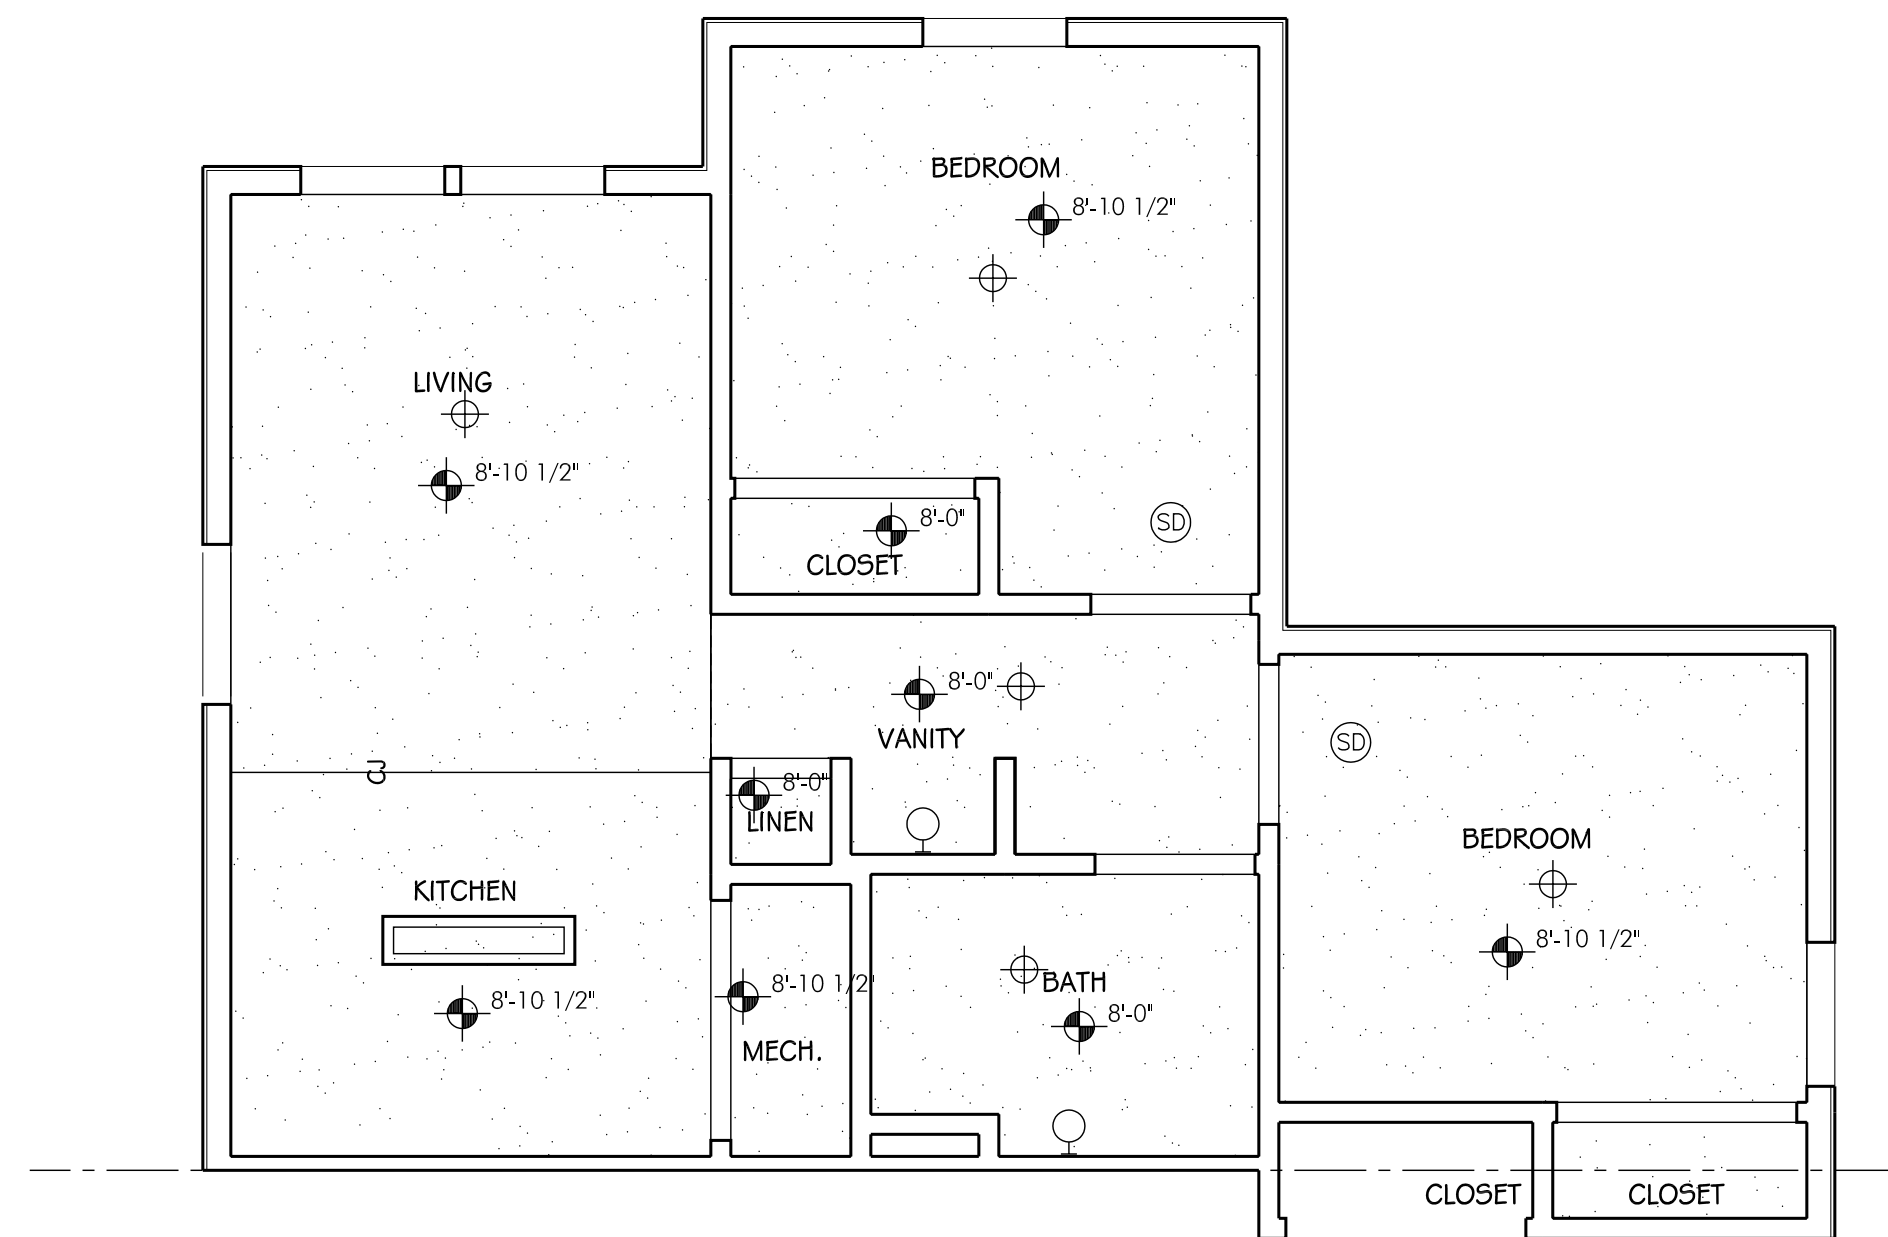 BEDROOM
8'-10 1/2"
LIVING
8'-10 1/2"
8'-0"
CLOSET
SD
8'-0"
VANITY
SD
CJ
8'-0"
LINEN
BEDROOM
8'-10 1/2"
KITCHEN
8'-10 1/2"
8'-10 1/2"
MECH.
BATH
8'-0"
CLOSET
CLOSET